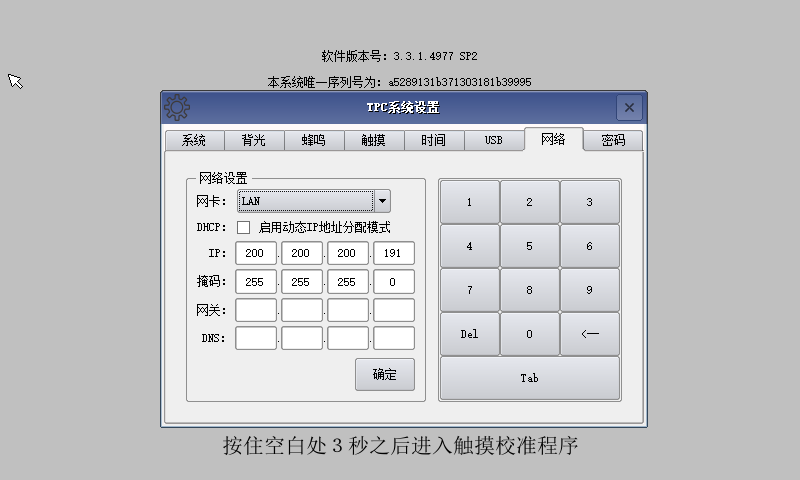 软件版本号：3.3.1.4977 SP2
本系统唯一序列号为：a5289131b371303181b39995
TPC系统设置
系统 背光 蜂鸣 触摸 时间 USB 网络 密码
网络设置
网卡： LAN
DHCP： 启用动态IP地址分配模式
IP： 200 . 200 . 200 . 191
掩码： 255 . 255 . 255 . 0
网关： . . .
DNS： . . .
确定
1 2 3
4 5 6
7 8 9
Del 0 <—
Tab
按住空白处 3 秒之后进入触摸校准程序